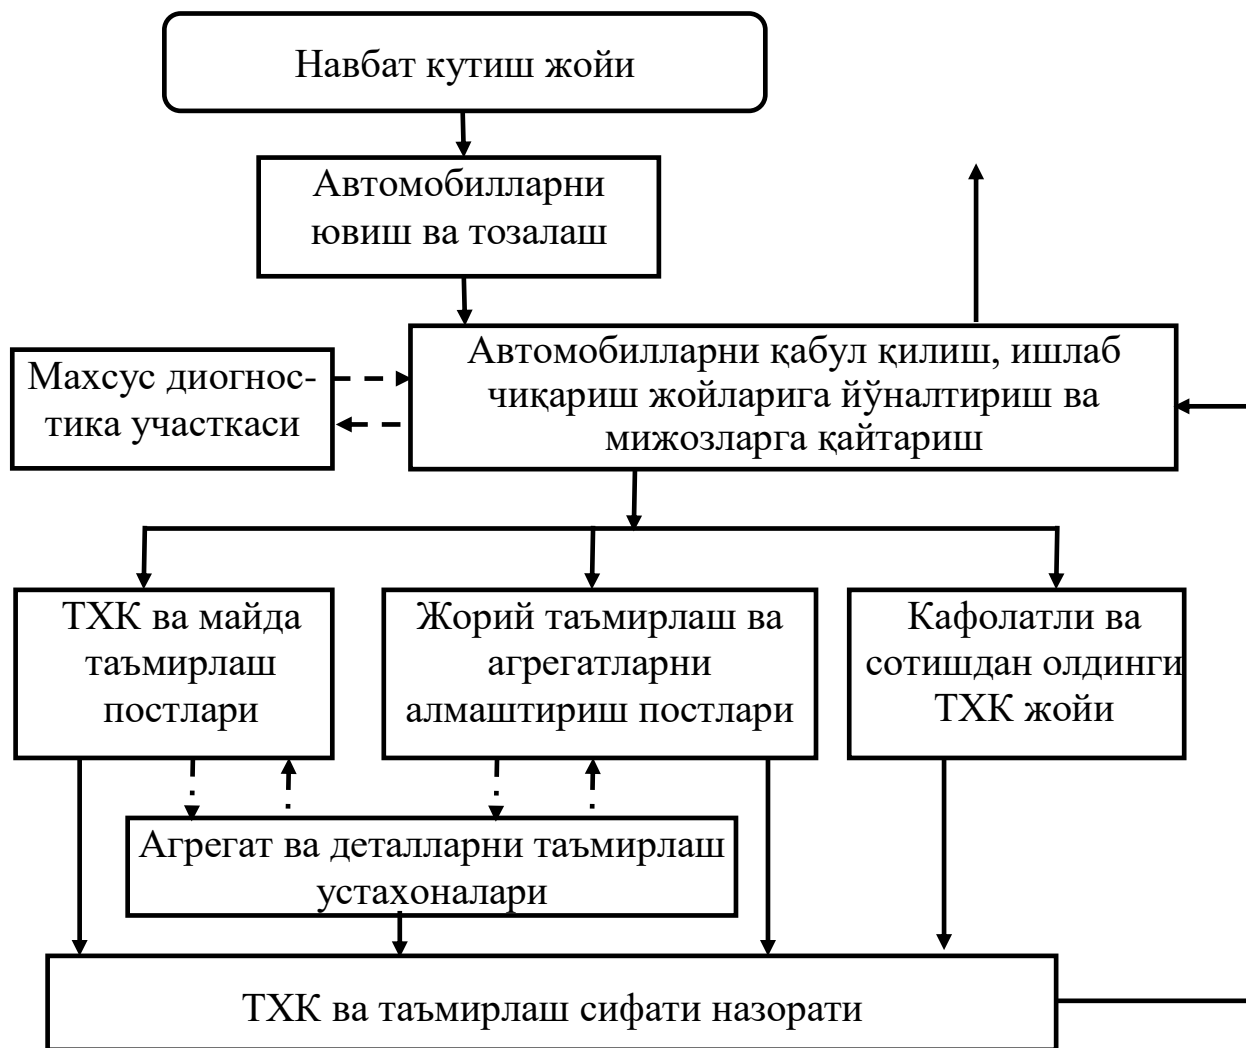 Навбат кутиш жойи
Автомобилларни
ювиш ва тозалаш
Махсус диогнос-
тика участкаси
Автомобилларни қабул қилиш, ишлаб
чиқариш жойларига йўналтириш ва
мижозларга қайтариш
ТХК ва майда
таъмирлаш
постлари
Жорий таъмирлаш ва
агрегатларни
алмаштириш постлари
Кафолатли ва
сотишдан олдинги
ТХК жойи
Агрегат ва деталларни таъмирлаш
устахоналари
ТХК ва таъмирлаш сифати назорати